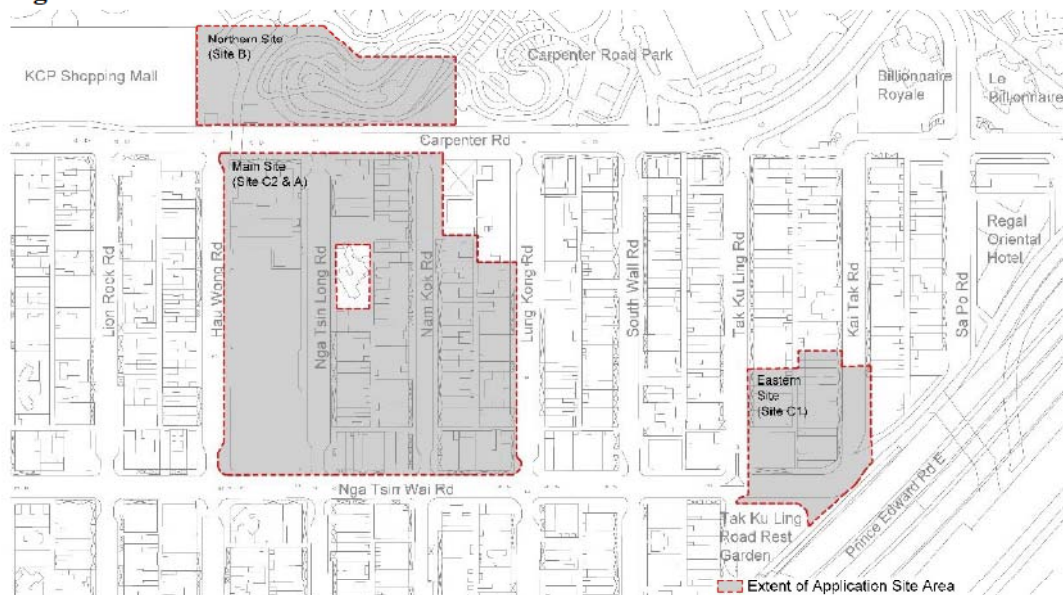 Northern Site
(Site B)
KCP Shopping Mall
Carpenter Road Park
Billionnaire
Royale
Le
Billionnaire
Carpenter Rd
Main Site
(Site C2 & A)
Lion Rock Rd
Hau Wong Rd
Nga Tsin Long Rd
Nam Kok Rd
Lung Kong Rd
South Wall Rd
Tak Ku Ling Rd
Kai Tak Rd
Sa Po Rd
Regal
Oriental
Hotel
Eastern
Site
(Site C1)
Nga Tsin Wai Rd
Tak Ku Ling
Road Rest
Garden
Prince Edward Rd E
Extent of Application Site Area